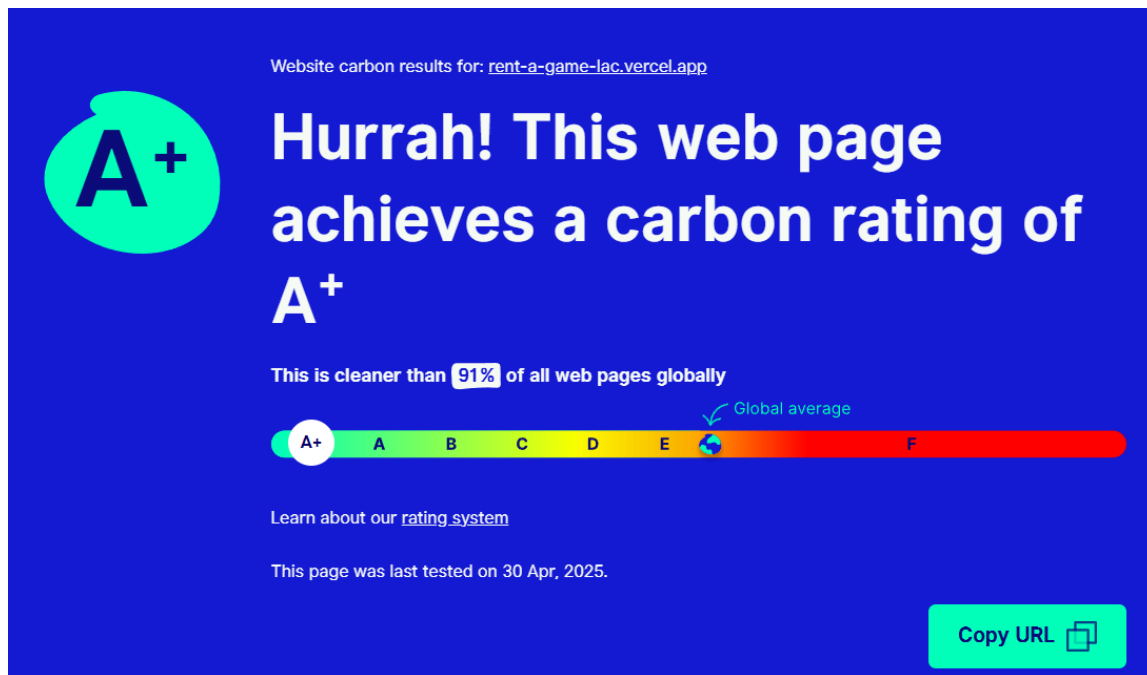 Website carbon results for: rent-a-game-lac.vercel.app
A+
Hurrah! This web page
achieves a carbon rating of
A+
This is cleaner than 91% of all web pages globally
Global average
A+ A B C D E F
Learn about our rating system
This page was last tested on 30 Apr, 2025.
Copy URL